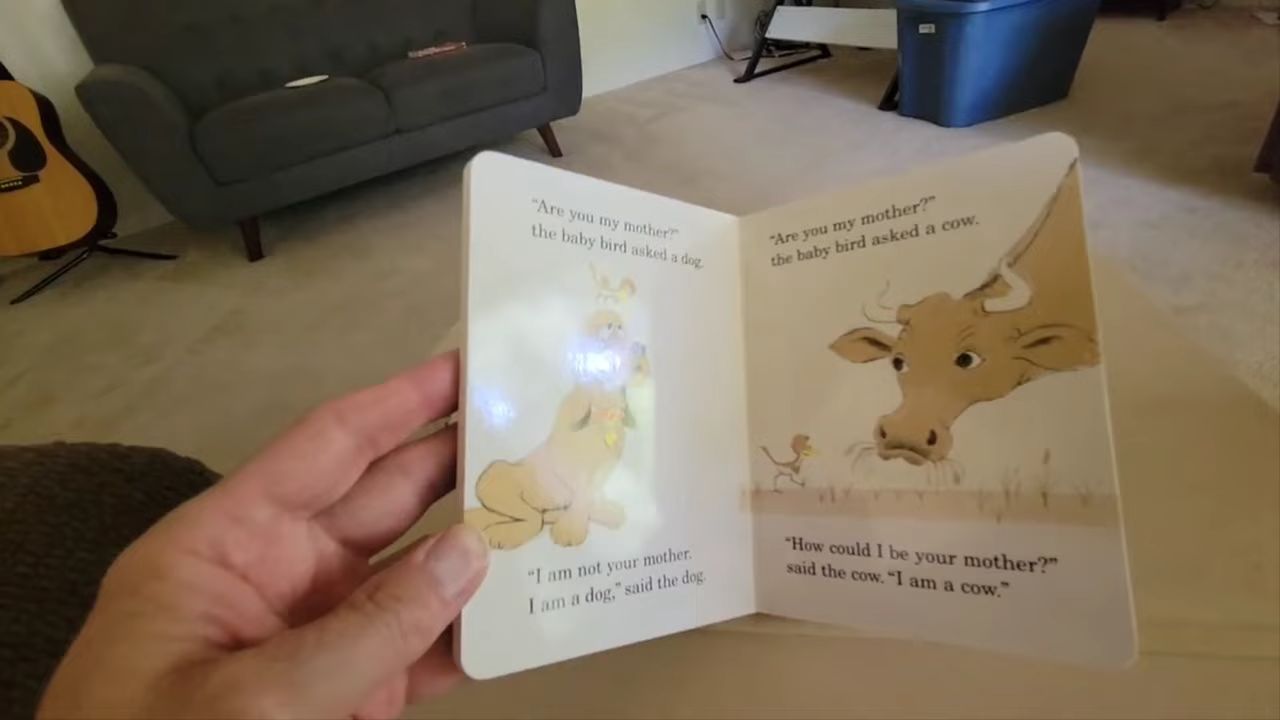 "Are you my mother?"
the baby bird asked a dog.
"I am not your mother.
I am a dog," said the dog.
"Are you my mother?"
the baby bird asked a cow.
"How could I be your mother?"
said the cow. "I am a cow."